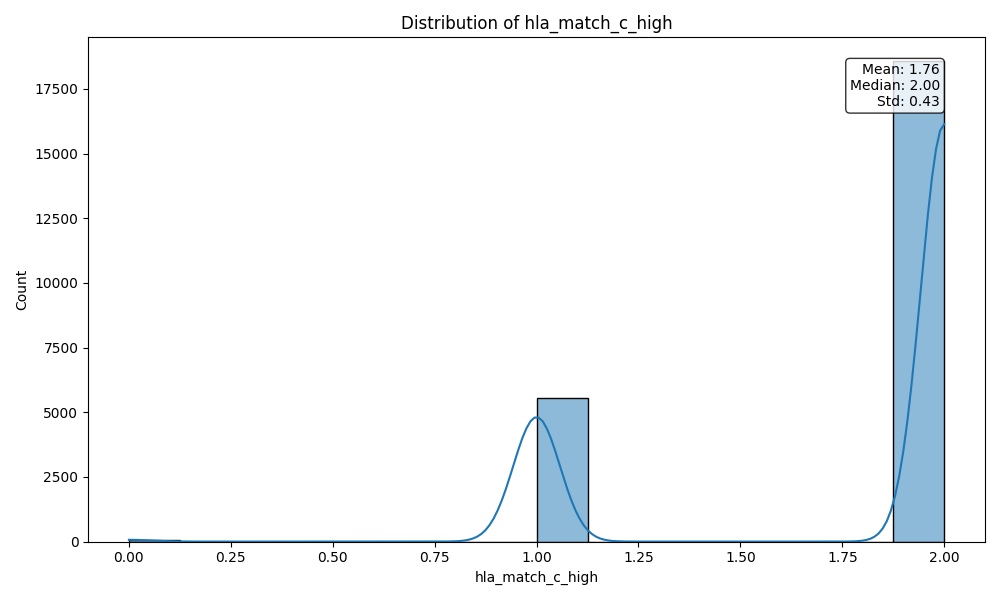 Distribution of hla_match_c_high
Mean: 1.76
Median: 2.00
Std: 0.43
17500
15000
12500
10000
7500
5000
2500
0
Count
0.00 0.25 0.50 0.75 1.00 1.25 1.50 1.75 2.00
hla_match_c_high